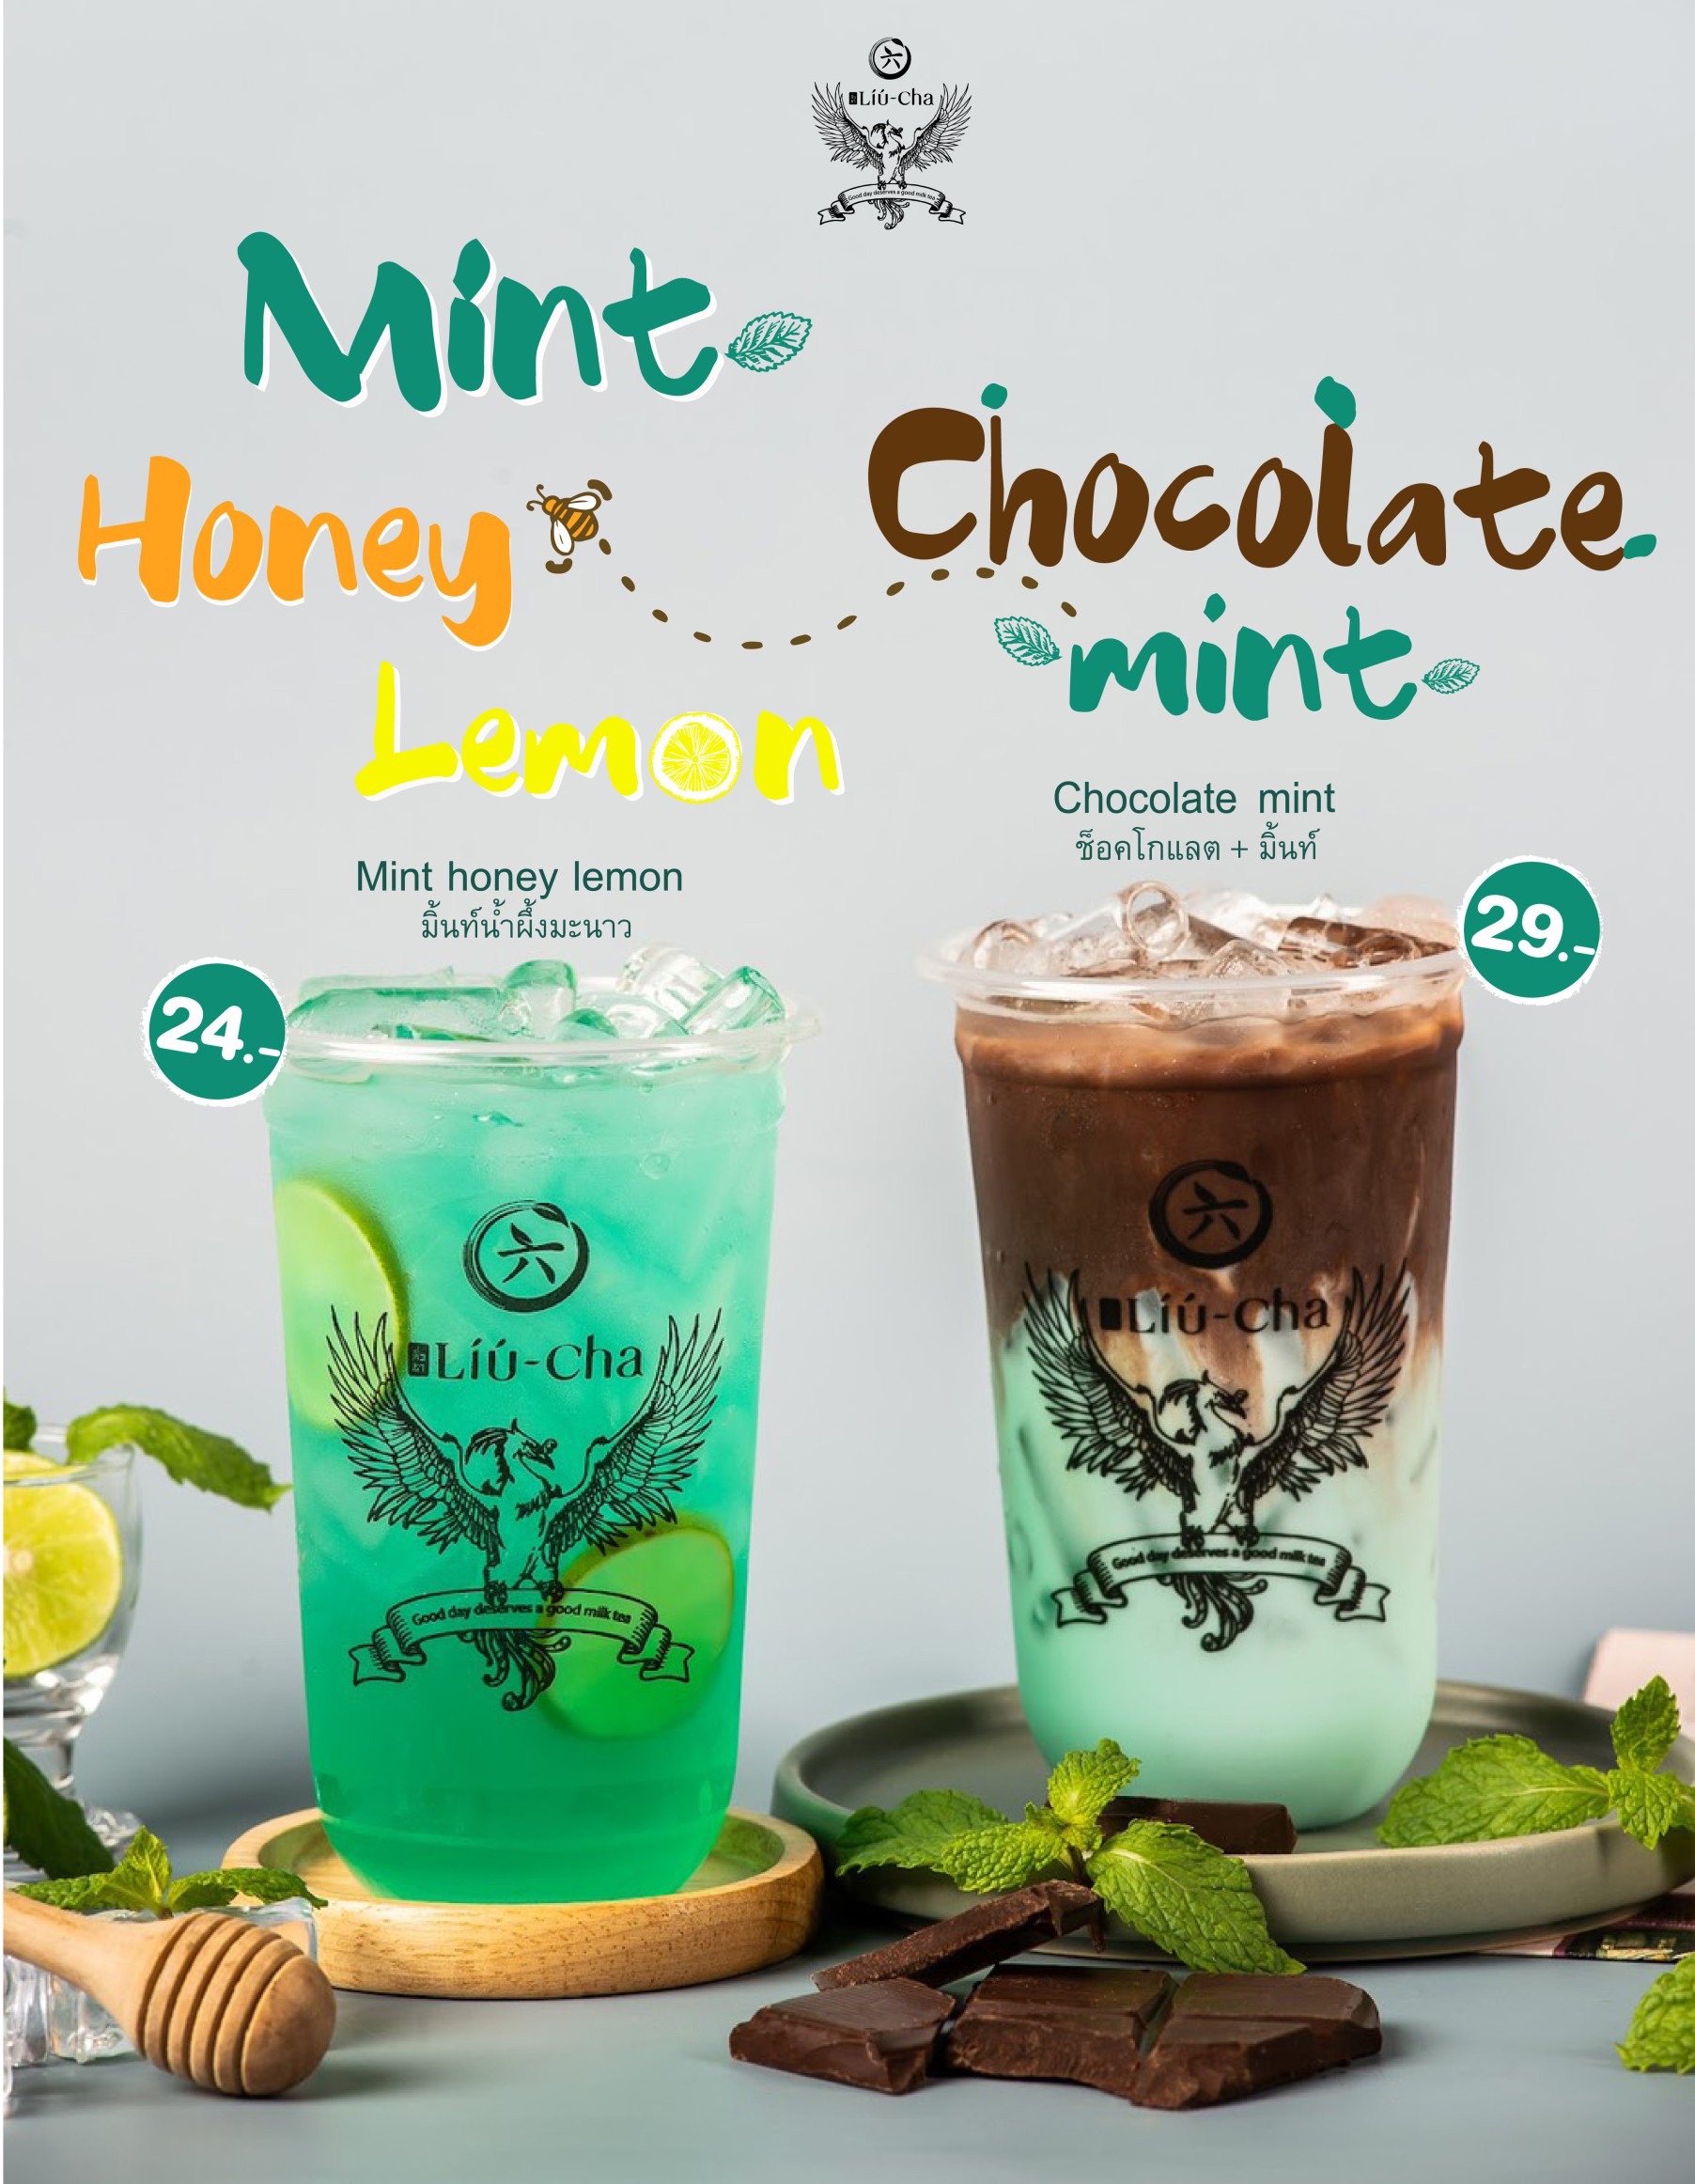 六
Líú-Cha
Good day deserves a good milk tea
Mint
Honey
Lemon
Chocolate
mint
Chocolate mint
ช็อคโกแลต + มิ้นท์
29.-
Mint honey lemon
มิ้นท์น้ำผึ้งมะนาว
24.-
六
Líú-Cha
Good day deserves a good milk tea
六
Líú-Cha
Good day deserves a good milk tea